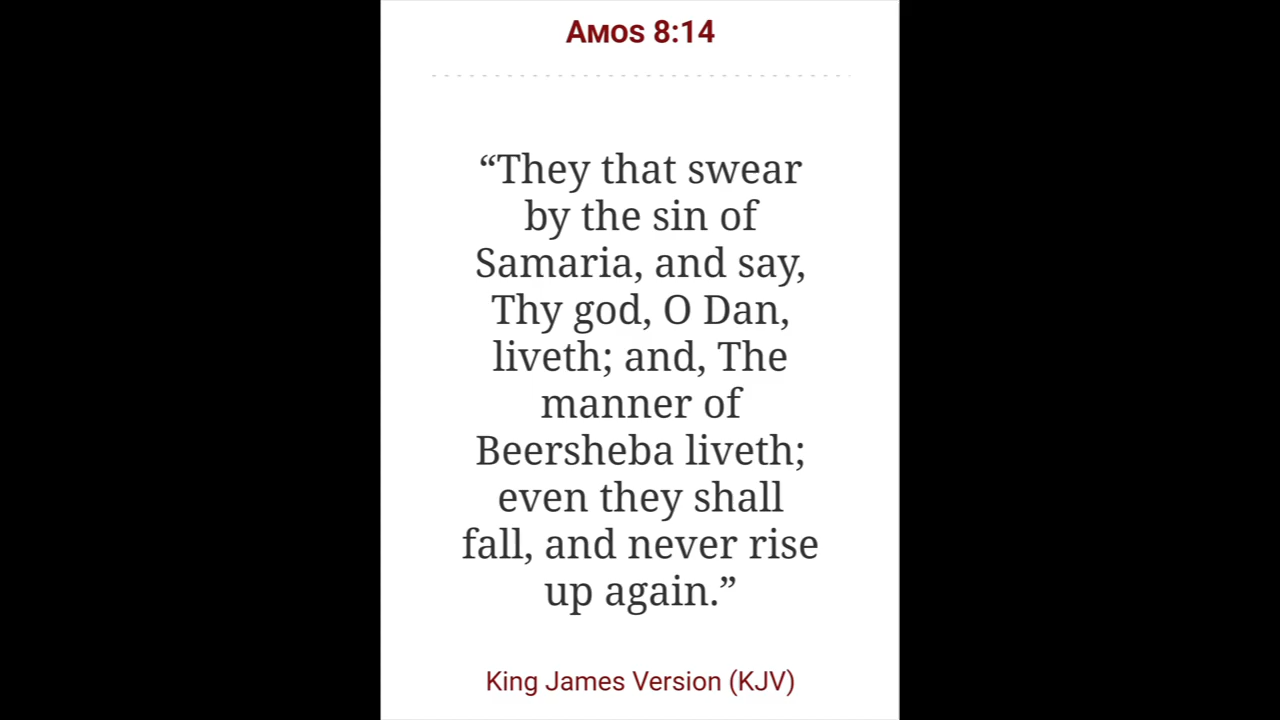 Amos 8:14
“They that swear
by the sin of
Samaria, and say,
Thy god, O Dan,
liveth; and, The
manner of
Beersheba liveth;
even they shall
fall, and never rise
up again.”
King James Version (KJV)